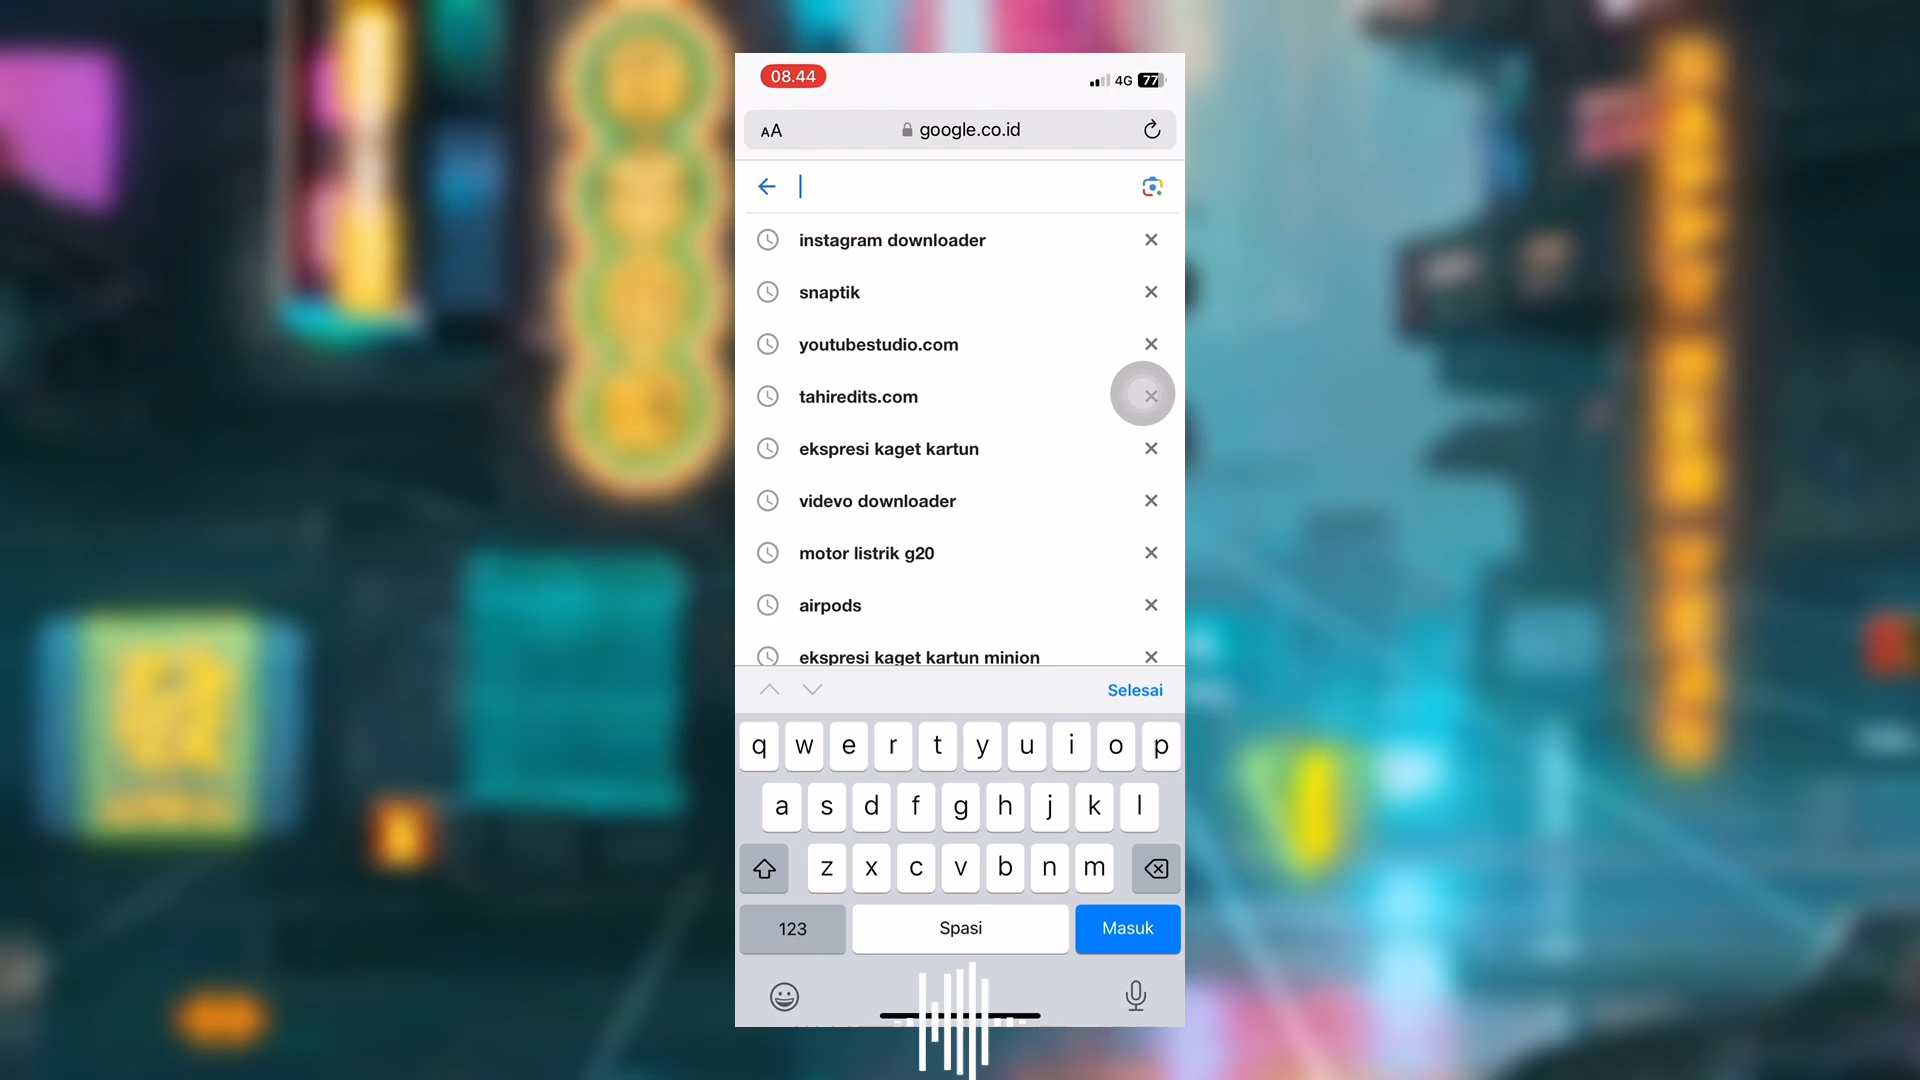 08.44
4G
77
AA
google.co.id
instagram downloader
snaptik
youtubestudio.com
tahiredits.com
ekspresi kaget kartun
videvo downloader
motor listrik g20
airpods
ekspresi kaget kartun minion
Selesai
q w e r t y u i o p
a s d f g h j k l
z x c v b n m
123
Spasi
Masuk